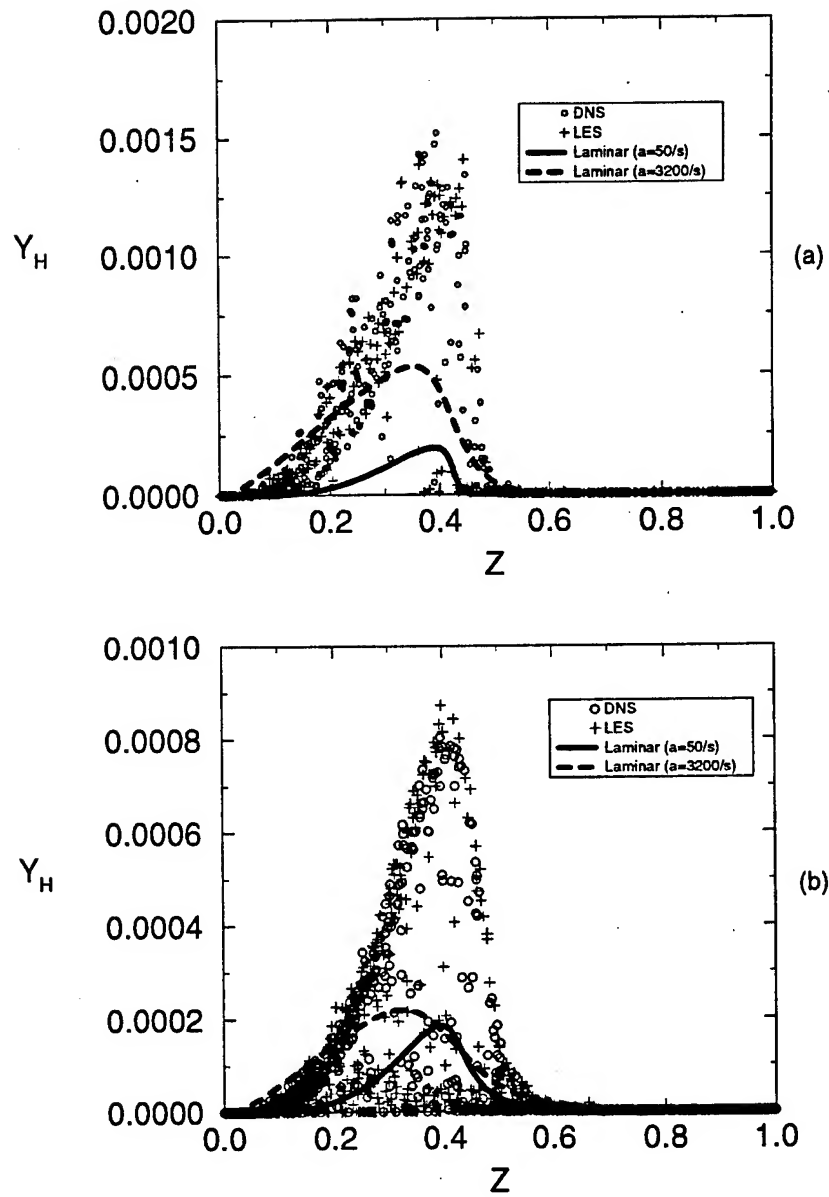 0.0020
0.0015
0.0010
0.0005
0.0000
Y_H
DNS
LES
Laminar (a=50/s)
Laminar (a=3200/s)
(a)
0.0 0.2 0.4 0.6 0.8 1.0
Z
0.0010
0.0008
0.0006
0.0004
0.0002
0.0000
Y_H
DNS
LES
Laminar (a=50/s)
Laminar (a=3200/s)
(b)
0.0 0.2 0.4 0.6 0.8 1.0
Z